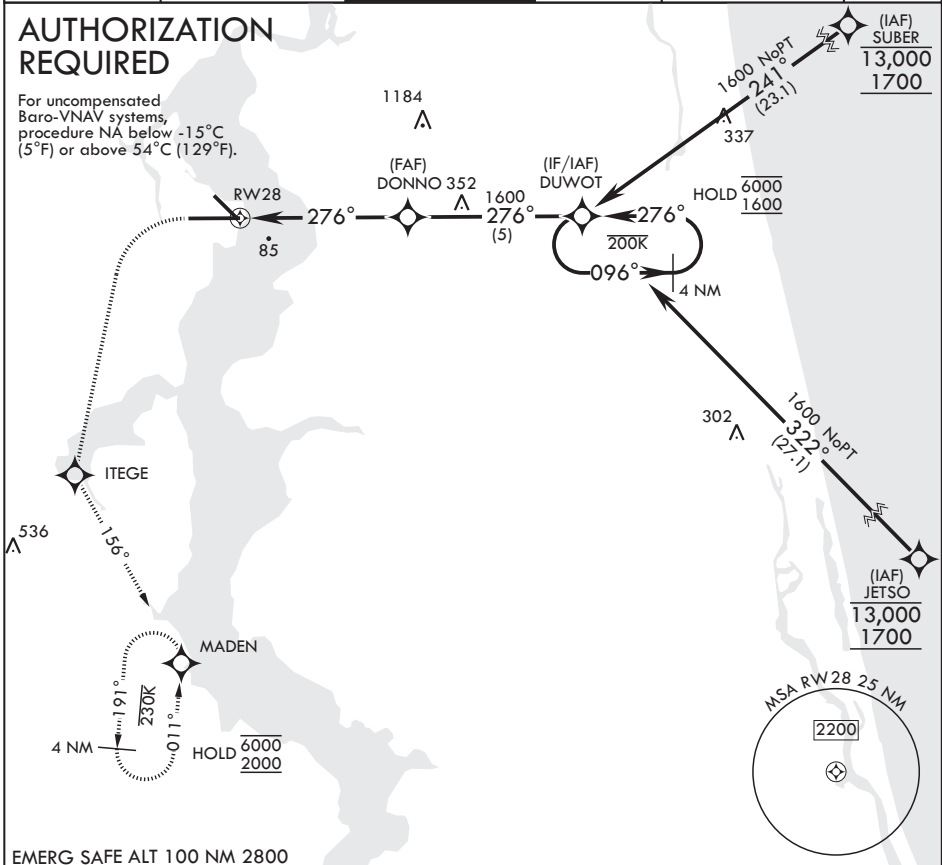 AUTHORIZATION
REQUIRED
For uncompensated
Baro-VNAV systems,
procedure NA below -15°C
(5°F) or above 54°C (129°F).
(IAF)
SUBER
13,000
1700
1600 NoPT
241°
(23.1)
337
1184
(FAF)
DONNO
352
1600
276°
(5)
(IF/IAF)
DUWOT
HOLD
6000
1600
RW28
276°
85
276°
200K
096°
4 NM
302
1600 NoPT
322°
(27.1)
ITEGE
536
156°
(IAF)
JETSO
13,000
1700
MADEN
191°
230K
011°
4 NM
HOLD
6000
2000
MSA RW28 25 NM
2200
EMERG SAFE ALT 100 NM 2800